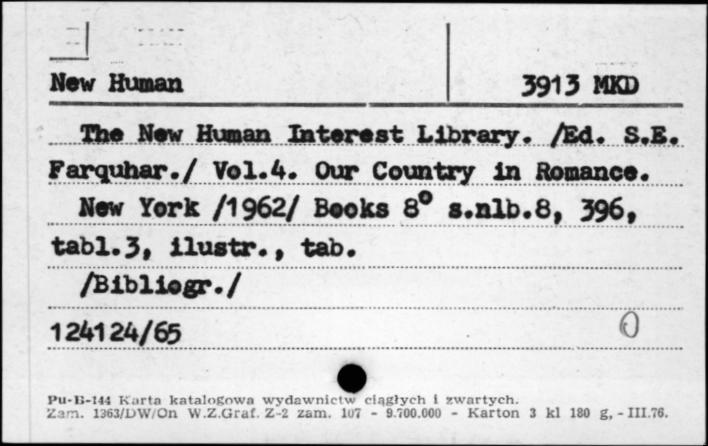 New Human 3913 MKD
The New Human Interest Library. /Ed. S.E.
Farquhar./ Vol.4. Our Country in Romance.
New York /1962/ Books 8° s.nlb.8, 396,
tabl.3, ilustr., tab.
/Bibliogr./
124124/65 0
Pu-B-144 Karta katalogowa wydawnictw ciągłych i zwartych.
Zam. 1363/DW/On W.Z.Graf. Z-2 zam. 107 - 9.700.000 - Karton 3 kl 180 g, - III.76.